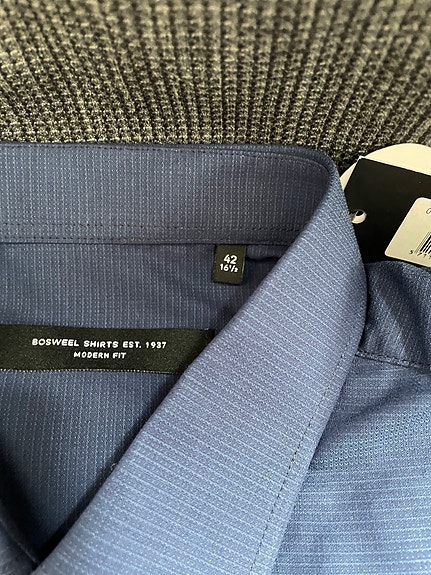 42
16½
BOSWEEL SHIRTS EST. 1937
MODERN FIT